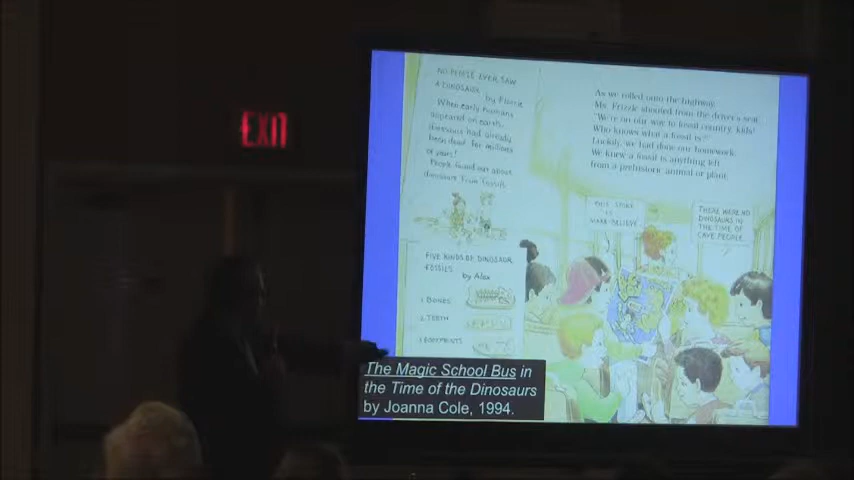 EXIT
NO PEOPLE EVER SAW
A DINOSAUR by Phoebe
When early humans
appeared on earth,
dinosaurs had already
been dead for millions
of years!
People found out about
dinosaurs from fossils.
As we rolled onto the highway,
Ms. Frizzle shouted from the driver's seat,
"We're on our way to fossil country, kids!
Who knows what a fossil is?"
Luckily, we had done our homework.
We knew a fossil is anything left
from a prehistoric animal or plant.
OUR STORY
IS
MAKE-BELIEVE.
THERE WERE NO
DINOSAURS IN
THE TIME OF
CAVE PEOPLE.
FIVE KINDS OF DINOSAUR
FOSSILS
by Alex
1 BONES
2 TEETH
3 FOOTPRINTS
The Magic School Bus in
the Time of the Dinosaurs
by Joanna Cole, 1994.